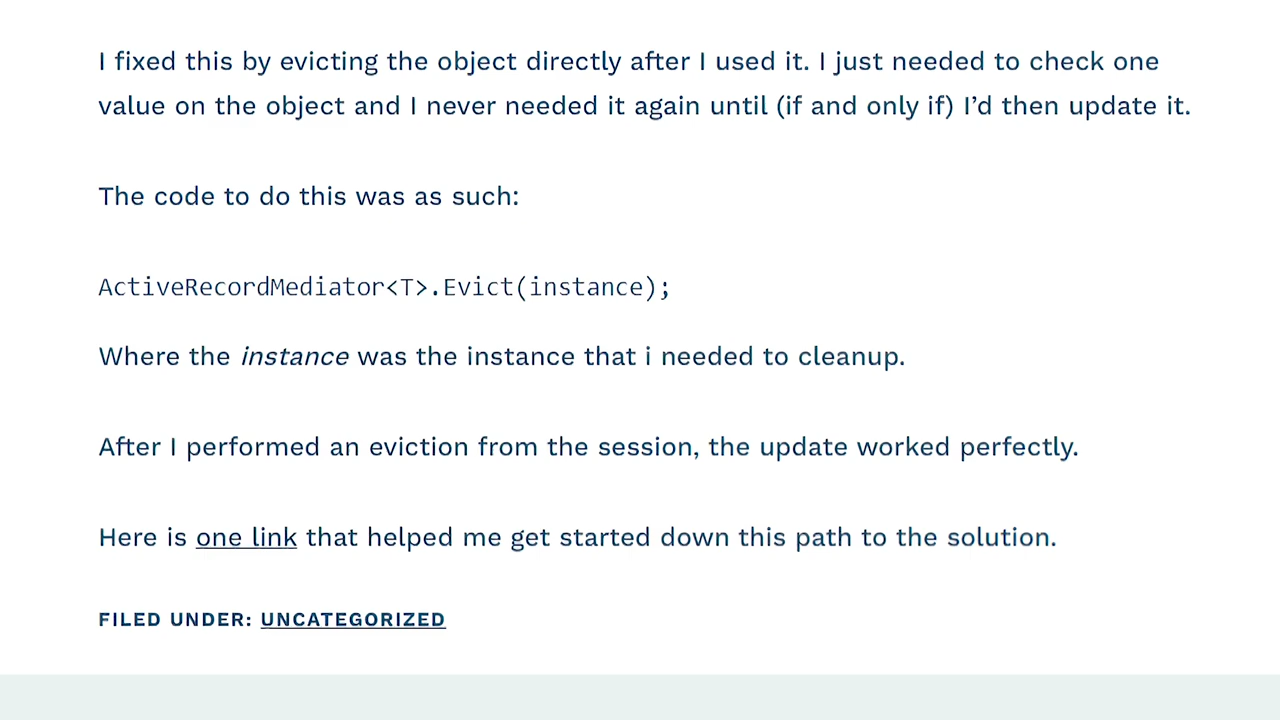 I fixed this by evicting the object directly after I used it. I just needed to check one
value on the object and I never needed it again until (if and only if) I’d then update it.
The code to do this was as such:
ActiveRecordMediator<T>.Evict(instance);
Where the instance was the instance that i needed to cleanup.
After I performed an eviction from the session, the update worked perfectly.
Here is one link that helped me get started down this path to the solution.
FILED UNDER: UNCATEGORIZED